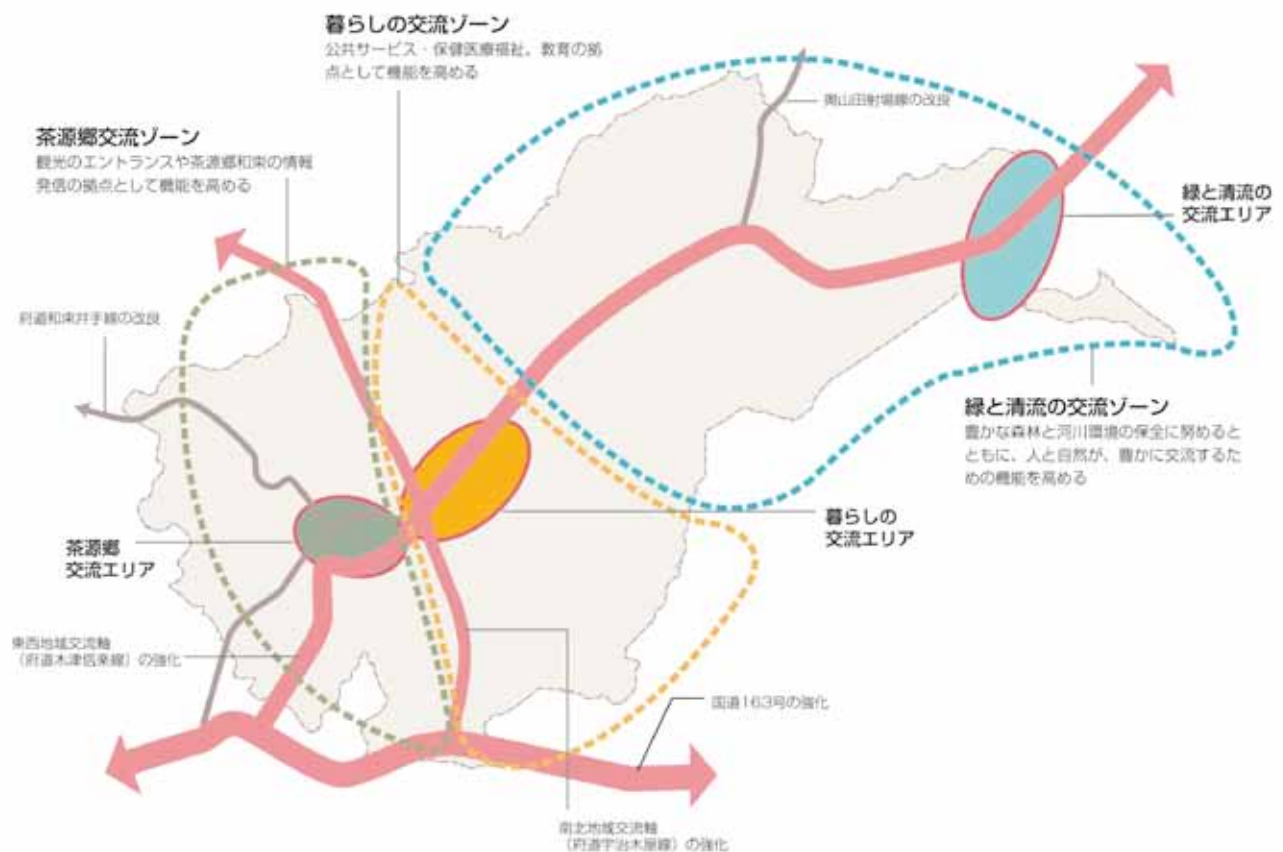 暮らしの交流ゾーン
公共サービス・保健医療福祉、教育の拠
点として機能を高める
奥山田射場線の改良
茶源郷交流ゾーン
観光のエントランスや茶源郷和束の情報
発信の拠点として機能を高める
緑と清流の
交流エリア
府道和束井手線の改良
緑と清流の交流ゾーン
豊かな森林と河川環境の保全に努めると
ともに、人と自然が、豊かに交流するた
めの機能を高める
暮らしの
交流エリア
茶源郷
交流エリア
東西地域交流軸
（府道木津信楽線）の強化
国道163号の強化
南北地域交流軸
（府道宇治木屋線）の強化